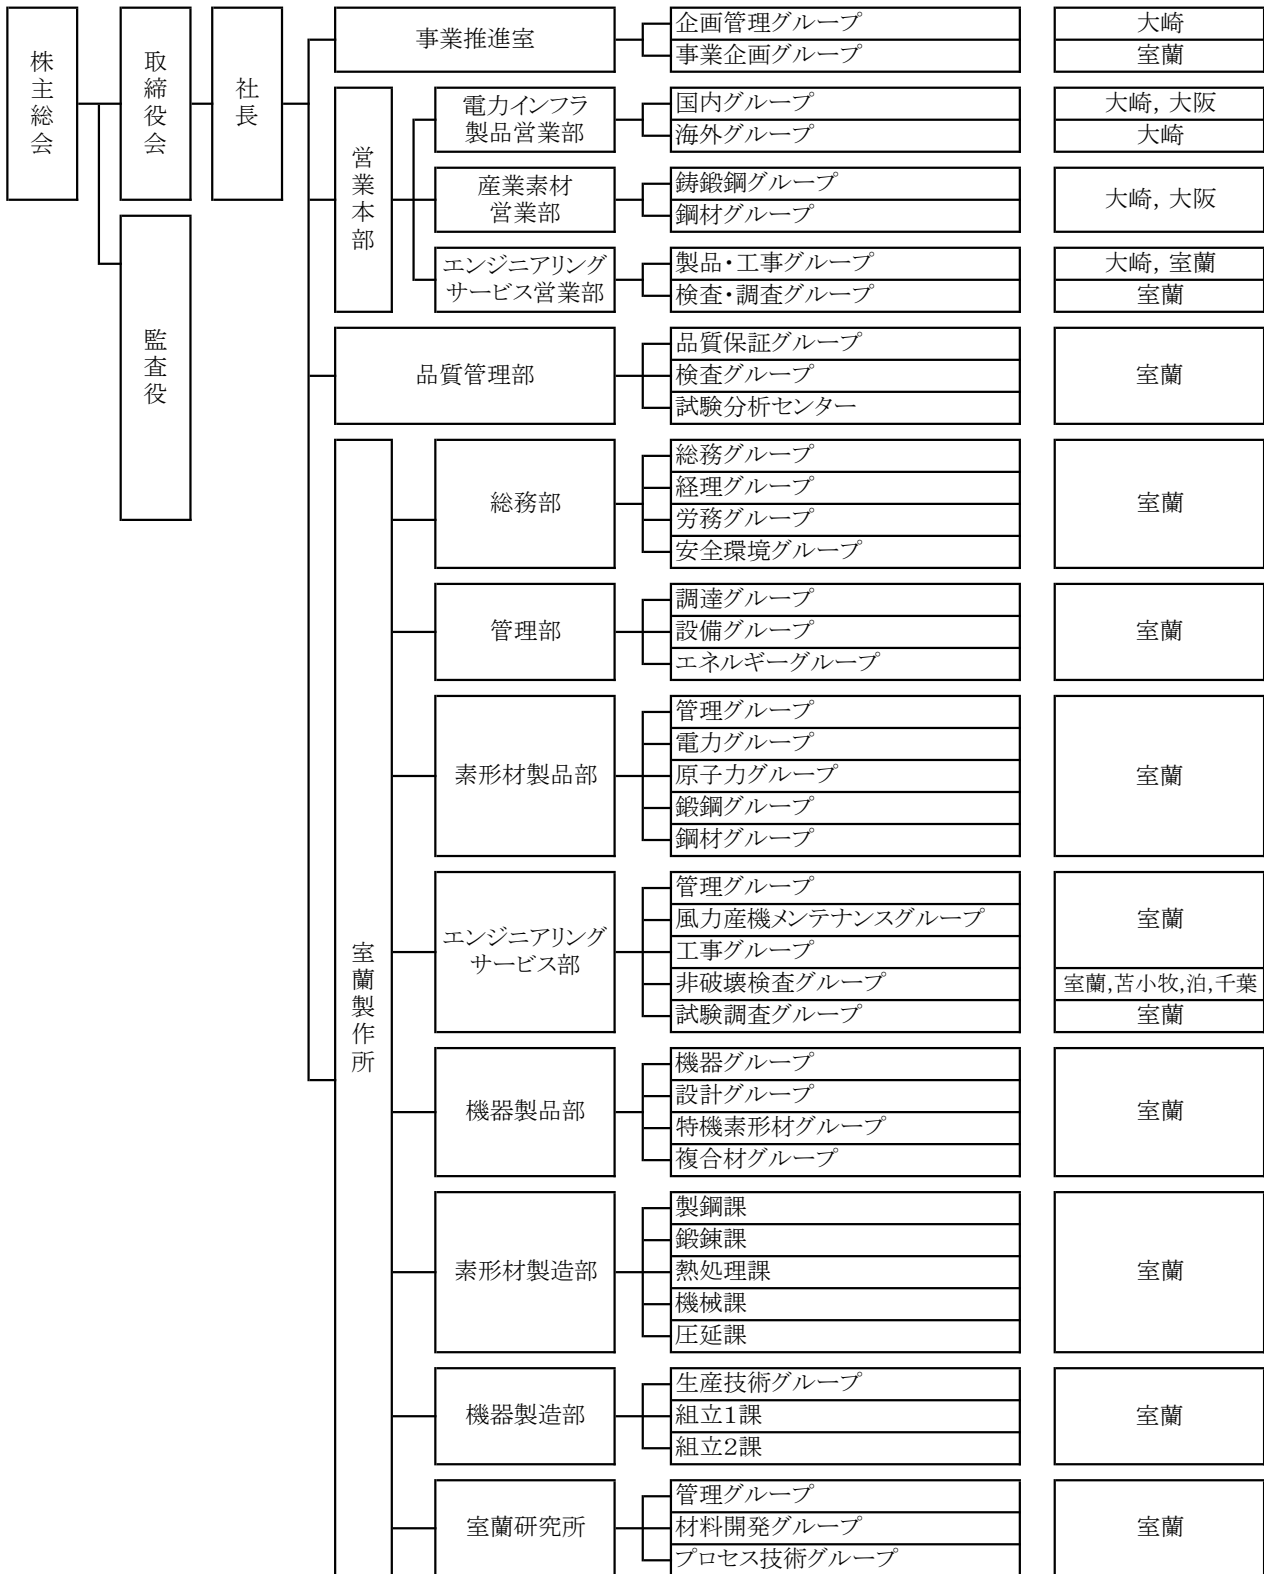 株主総会
取締役会
監査役
社長
事業推進室
企画管理グループ
大崎
事業企画グループ
室蘭
営業本部
電力インフラ
製品営業部
国内グループ
大崎, 大阪
海外グループ
大崎
産業素材
営業部
鋳鍛鋼グループ
鋼材グループ
大崎, 大阪
エンジニアリング
サービス営業部
製品・工事グループ
大崎, 室蘭
検査・調査グループ
室蘭
品質管理部
品質保証グループ
検査グループ
試験分析センター
室蘭
室蘭製作所
総務部
総務グループ
経理グループ
労務グループ
安全環境グループ
室蘭
管理部
調達グループ
設備グループ
エネルギーグループ
室蘭
素形材製品部
管理グループ
電力グループ
原子力グループ
鍛鋼グループ
鋼材グループ
室蘭
エンジニアリング
サービス部
管理グループ
風力産機メンテナンスグループ
工事グループ
室蘭
非破壊検査グループ
室蘭,苫小牧,泊,千葉
試験調査グループ
室蘭
機器製品部
機器グループ
設計グループ
特機素形材グループ
複合材グループ
室蘭
素形材製造部
製鋼課
鍛錬課
熱処理課
機械課
圧延課
室蘭
機器製造部
生産技術グループ
組立1課
組立2課
室蘭
室蘭研究所
管理グループ
材料開発グループ
プロセス技術グループ
室蘭